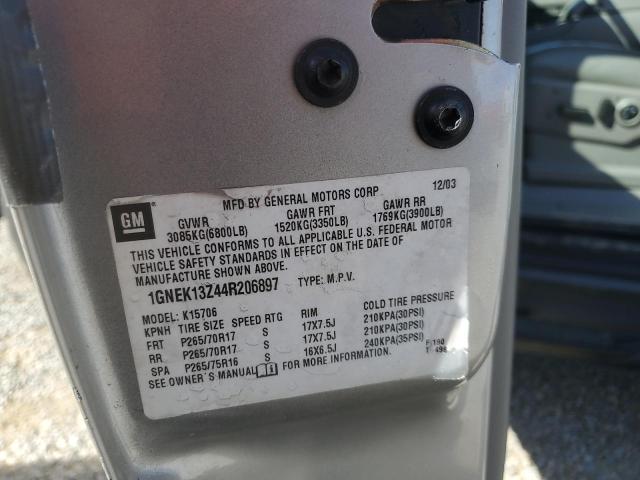 MFD BY GENERAL MOTORS CORP 12/03
GM
GVWR GAWR FRT GAWR RR
3085KG(6800LB) 1520KG(3350LB) 1769KG(3900LB)
THIS VEHICLE CONFORMS TO ALL APPLICABLE U.S. FEDERAL MOTOR
VEHICLE SAFETY STANDARDS IN EFFECT ON THE DATE OF
MANUFACTURE SHOWN ABOVE.
1GNEK13Z44R206897 TYPE: M.P.V.
MODEL: K15706
KPNH TIRE SIZE SPEED RTG RIM COLD TIRE PRESSURE
FRT P265/70R17 S 17X7.5J 210KPA(30PSI)
RR P265/70R17 S 17X7.5J 210KPA(30PSI)
SPA P265/75R16 S 16X6.5J 240KPA(35PSI)
SEE OWNER'S MANUAL FOR MORE INFORMATION.